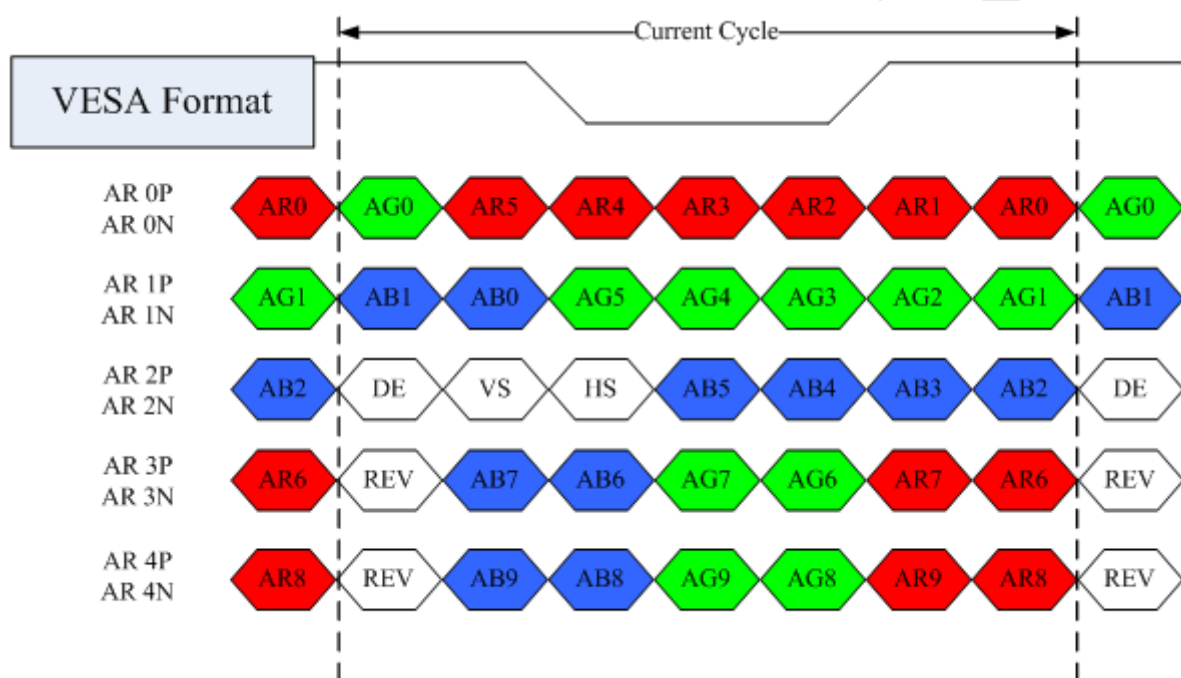 Current Cycle
VESA Format
AR 0P
AR 0N
AR0 AG0 AR5 AR4 AR3 AR2 AR1 AR0 AG0
AR 1P
AR 1N
AG1 AB1 AB0 AG5 AG4 AG3 AG2 AG1 AB1
AR 2P
AR 2N
AB2 DE VS HS AB5 AB4 AB3 AB2 DE
AR 3P
AR 3N
AR6 REV AB7 AB6 AG7 AG6 AR7 AR6 REV
AR 4P
AR 4N
AR8 REV AB9 AB8 AG9 AG8 AR9 AR8 REV